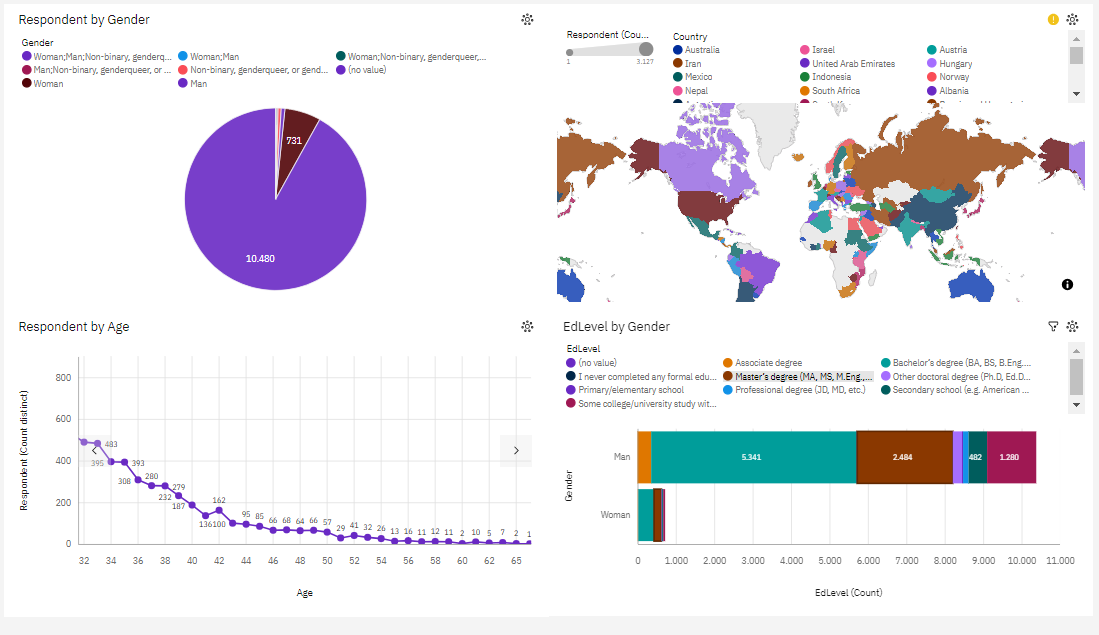 Respondent by Gender
Gender
Woman;Man;Non-binary, genderq... Woman;Man Woman;Non-binary, genderqueer,...
Man;Non-binary, genderqueer, or ... Non-binary, genderqueer, or gend... (no value)
Woman Man
731
10.480
Respondent (Cou... Country
1 3.127
Australia Israel Austria
Iran United Arab Emirates Hungary
Mexico Indonesia Norway
Nepal South Africa Albania
Respondent by Age
Respondent (Count distinct)
800
600
400
200
0
483
395 393
308 280
232 279
187 162
136 100 95 85 66 68 64 66 57 29 41 32 26 13 16 11 12 11 2 10 5 7 2 1
32 34 36 38 40 42 44 46 48 50 52 54 56 58 60 62 65
Age
EdLevel by Gender
EdLevel
(no value) Associate degree Bachelor's degree (BA, BS, B.Eng....
I never completed any formal edu... Master's degree (MA, MS, M.Eng.,... Other doctoral degree (Ph.D, Ed.D...
Primary/elementary school Professional degree (JD, MD, etc.) Secondary school (e.g. American ...
Some college/university study wit...
Gender
Man 5.341 2.484 482 1.280
Woman
0 1.000 2.000 3.000 4.000 5.000 6.000 7.000 8.000 9.000 10.000 11.000
EdLevel (Count)